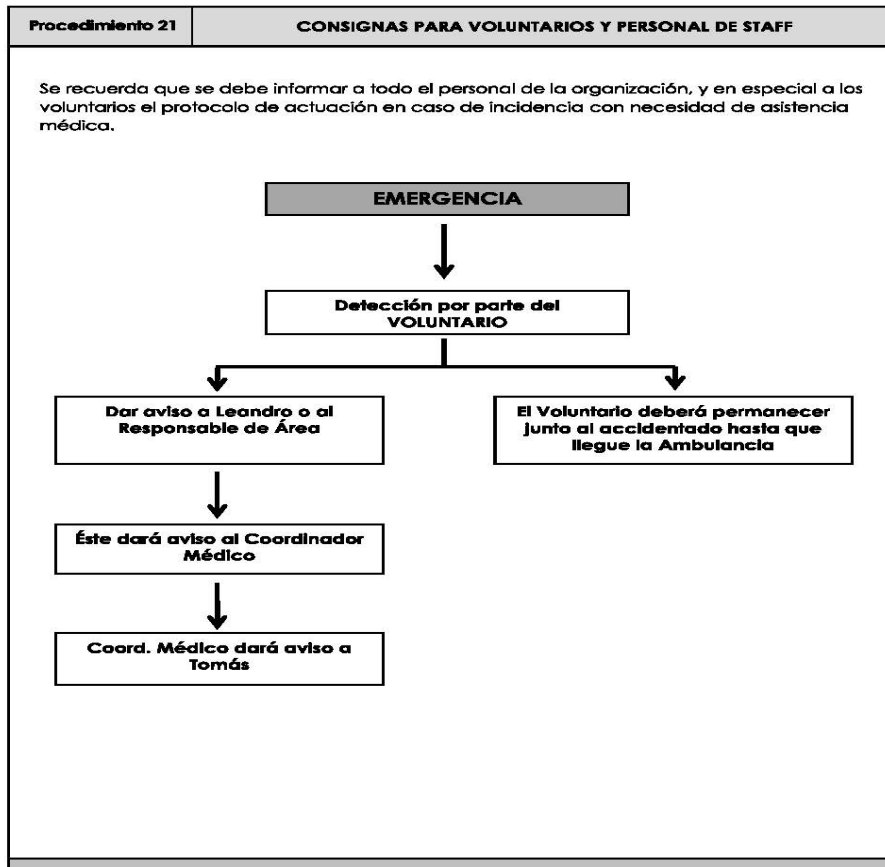 Procedimiento 21
CONSIGNAS PARA VOLUNTARIOS Y PERSONAL DE STAFF
Se recuerda que se debe informar a todo el personal de la organización, y en especial a los
voluntarios el protocolo de actuación en caso de incidencia con necesidad de asistencia
médica.
EMERGENCIA
Detección por parte del
VOLUNTARIO
Dar aviso a Leandro o al
Responsable de Área
El Voluntario deberá permanecer
junto al accidentado hasta que
llegue la Ambulancia
Éste dará aviso al Coordinador
Médico
Coord. Médico dará aviso a
Tomás